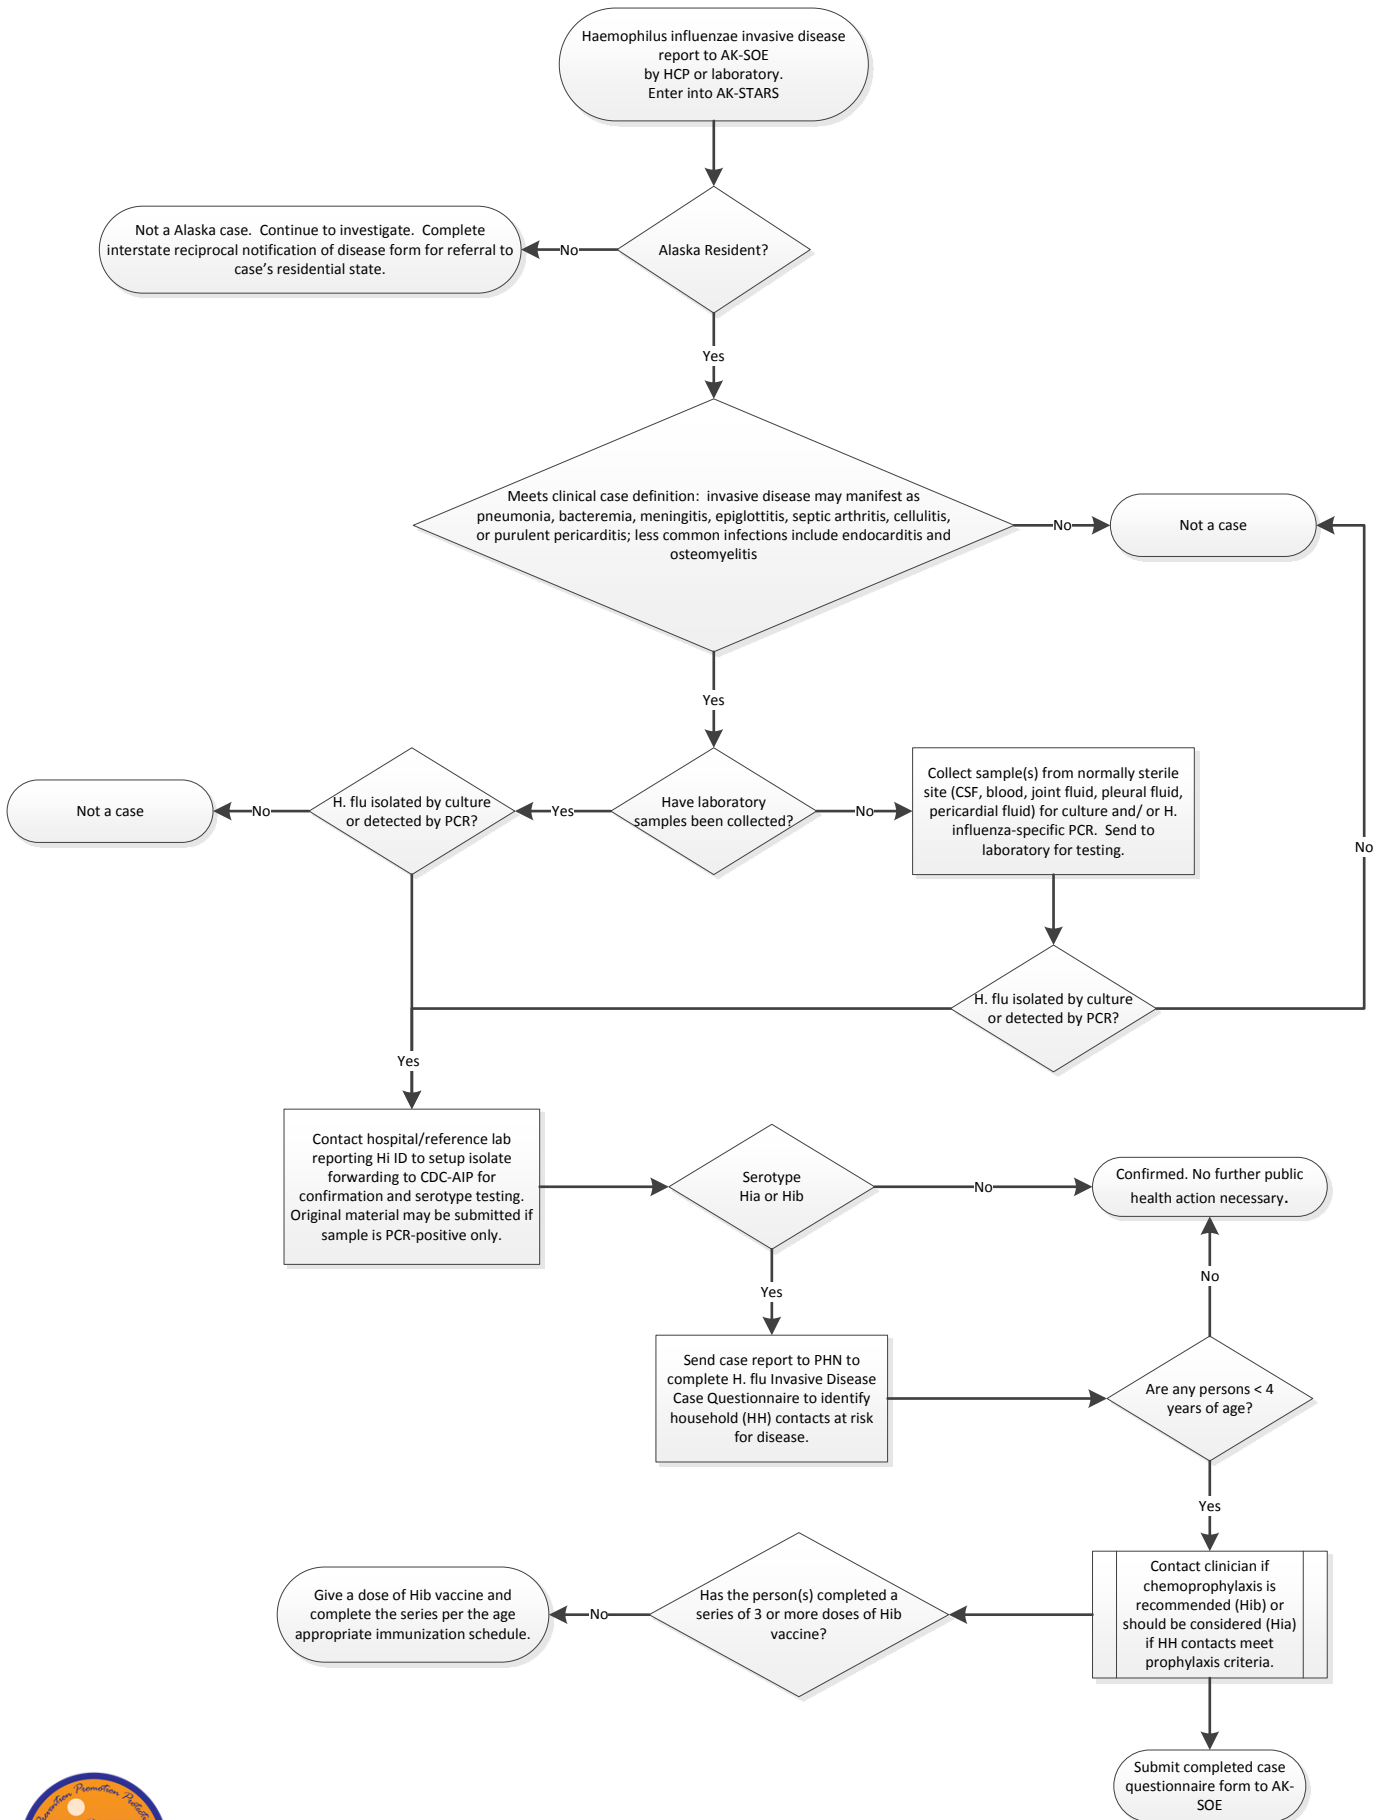 Haemophilus influenzae invasive disease
report to AK-SOE
by HCP or laboratory.
Enter into AK-STARS
Not a Alaska case.  Continue to investigate.  Complete
interstate reciprocal notification of disease form for referral to
case’s residential state.
No
Alaska Resident?
Yes
Meets clinical case definition:  invasive disease may manifest as
pneumonia, bacteremia, meningitis, epiglottitis, septic arthritis, cellulitis,
or purulent pericarditis; less common infections include endocarditis and
osteomyelitis
No
Not a case
Yes
Not a case
No
H. flu isolated by culture
or detected by PCR?
Yes
Have laboratory
samples been collected?
No
Collect sample(s) from normally sterile
site (CSF, blood, joint fluid, pleural fluid,
pericardial fluid) for culture and/ or H.
influenza-specific PCR.  Send to
laboratory for testing.
No
H. flu isolated by culture
or detected by PCR?
Yes
Contact hospital/reference lab
reporting Hi ID to setup isolate
forwarding to CDC-AIP for
confirmation and serotype testing.
Original material may be submitted if
sample is PCR-positive only.
Serotype
Hia or Hib
No
Confirmed. No further public
health action necessary.
Yes
No
Send case report to PHN to
complete H. flu Invasive Disease
Case Questionnaire to identify
household (HH) contacts at risk
for disease.
Are any persons < 4
years of age?
Yes
Give a dose of Hib vaccine and
complete the series per the age
appropriate immunization schedule.
No
Has the person(s) completed a
series of 3 or more doses of Hib
vaccine?
Contact clinician if
chemoprophylaxis is
recommended (Hib) or
should be considered (Hia)
if HH contacts meet
prophylaxis criteria.
Submit completed case
questionnaire form to AK-
SOE
Prevention Promotion